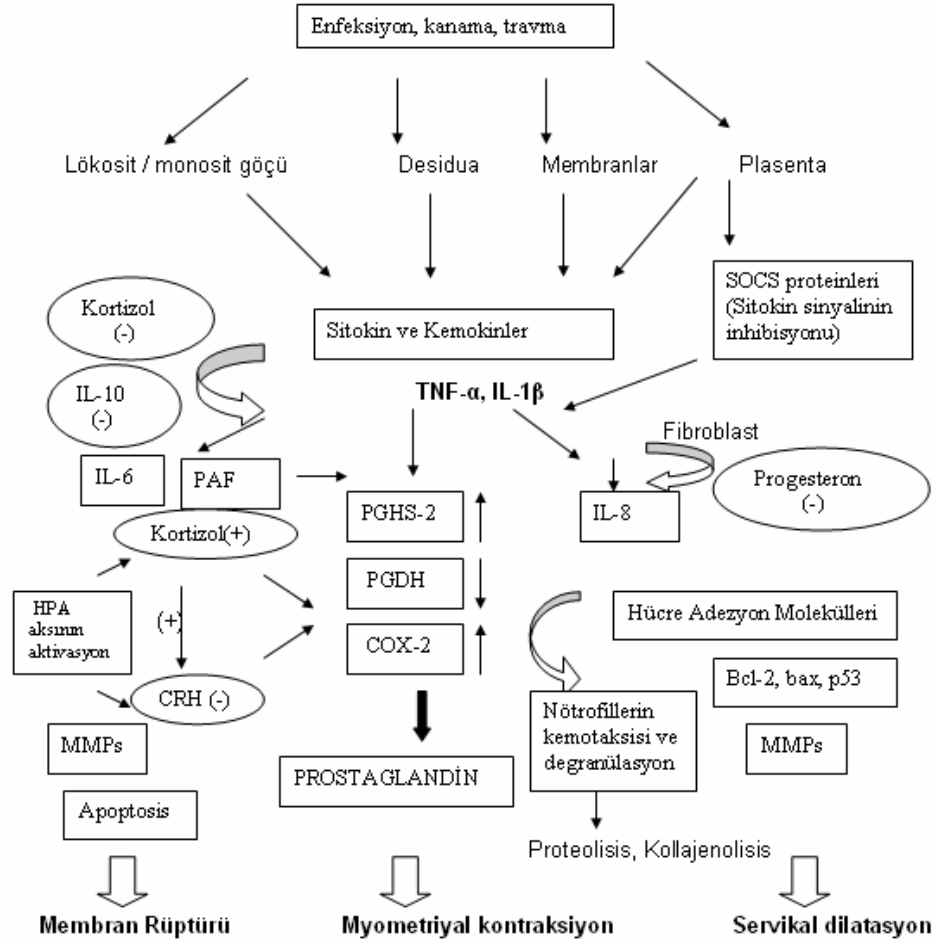 Enfeksiyon, kanama, travma
Lökosit / monosit göçü
Desidua
Membranlar
Plasenta
SOCS proteinleri
(Sitokin sinyalinin
inhibisyonu)
Kortizol
(-)
Sitokin ve Kemokinler
IL-10
(-)
TNF-α, IL-1β
Fibroblast
IL-6
PAF
Progesteron
(-)
PGHS-2
IL-8
Kortizol(+)
PGDH
HPA
aksının
aktivasyon
(+)
Hücre Adezyon Molekülleri
COX-2
CRH (-)
Bcl-2, bax, p53
Nötrofillerin
kemotaksisi ve
degranülasyon
MMPs
MMPs
PROSTAGLANDİN
Apoptosis
Proteolisis, Kollajenolisis
Membran Rüptürü
Myometriyal kontraksiyon
Servikal dilatasyon